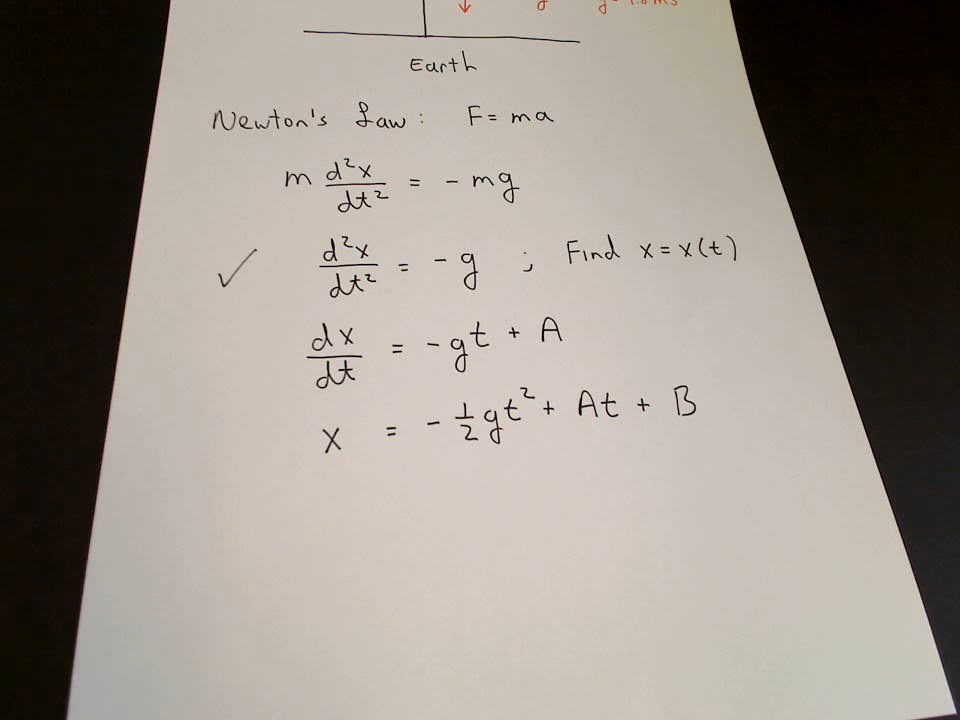 Earth
Newton's Law: F = ma
m d²x/dt² = - mg
✓ d²x/dt² = - g ; Find x = x(t)
dx/dt = - gt + A
x = - 1/2 gt² + At + B